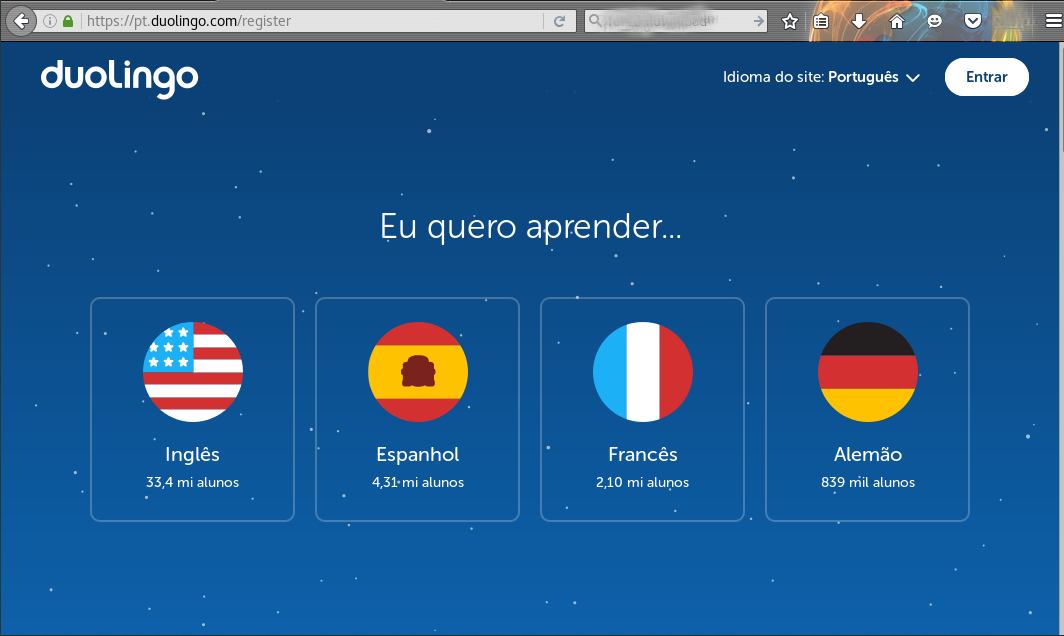 https://pt.duolingo.com/register
duolingo
Idioma do site: Português
Entrar
Eu quero aprender...
Inglês
33,4 mi alunos
Espanhol
4,31 mi alunos
Francês
2,10 mi alunos
Alemão
839 mil alunos